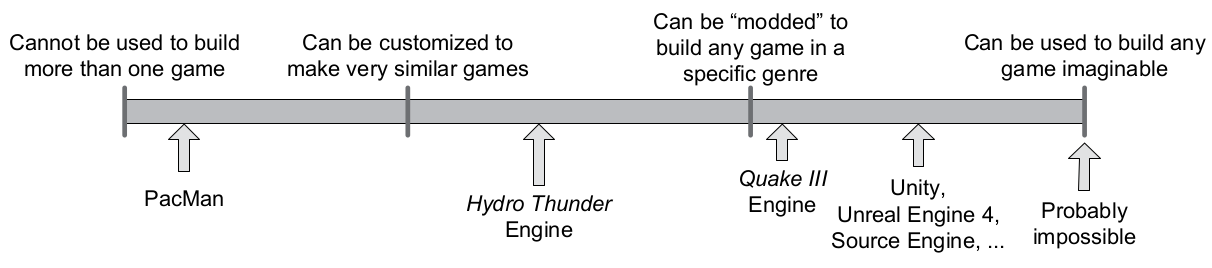 Cannot be used to build
more than one game
Can be customized to
make very similar games
Can be “modded” to
build any game in a
specific genre
Can be used to build any
game imaginable
PacMan
Hydro Thunder
Engine
Quake III
Engine
Unity,
Unreal Engine 4,
Source Engine, ...
Probably
impossible